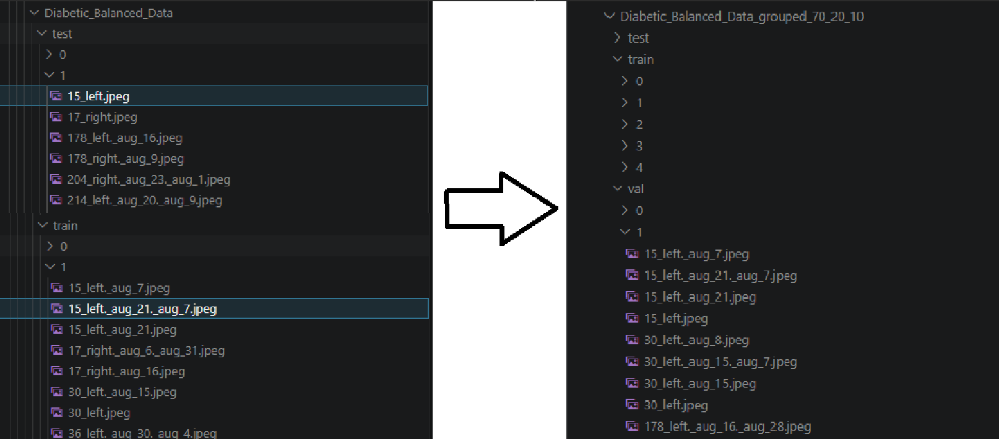 Diabetic_Balanced_Data
test
0
1
15_left.jpeg
17_right.jpeg
178_left._aug_16.jpeg
178_right._aug_9.jpeg
204_right._aug_23._aug_1.jpeg
214_left._aug_20._aug_9.jpeg
train
0
1
15_left._aug_7.jpeg
15_left._aug_21._aug_7.jpeg
15_left._aug_21.jpeg
17_right._aug_6._aug_31.jpeg
17_right._aug_16.jpeg
30_left._aug_15.jpeg
30_left.jpeg
36_left._aug_30._aug_4.jpeg
Diabetic_Balanced_Data_grouped_70_20_10
test
train
0
1
2
3
4
val
0
1
15_left._aug_7.jpeg
15_left._aug_21._aug_7.jpeg
15_left._aug_21.jpeg
15_left.jpeg
30_left._aug_8.jpeg
30_left._aug_15._aug_7.jpeg
30_left._aug_15.jpeg
30_left.jpeg
178_left._aug_16._aug_28.jpeg